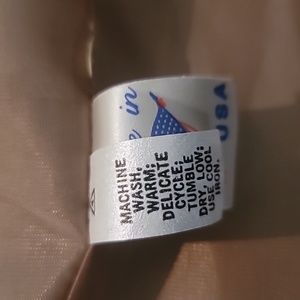 in
USA
MACHINE
WASH,
WARM;
DELICATE
CYCLE;
TUMBLE
DRY, LOW;
USE COOL
IRON.